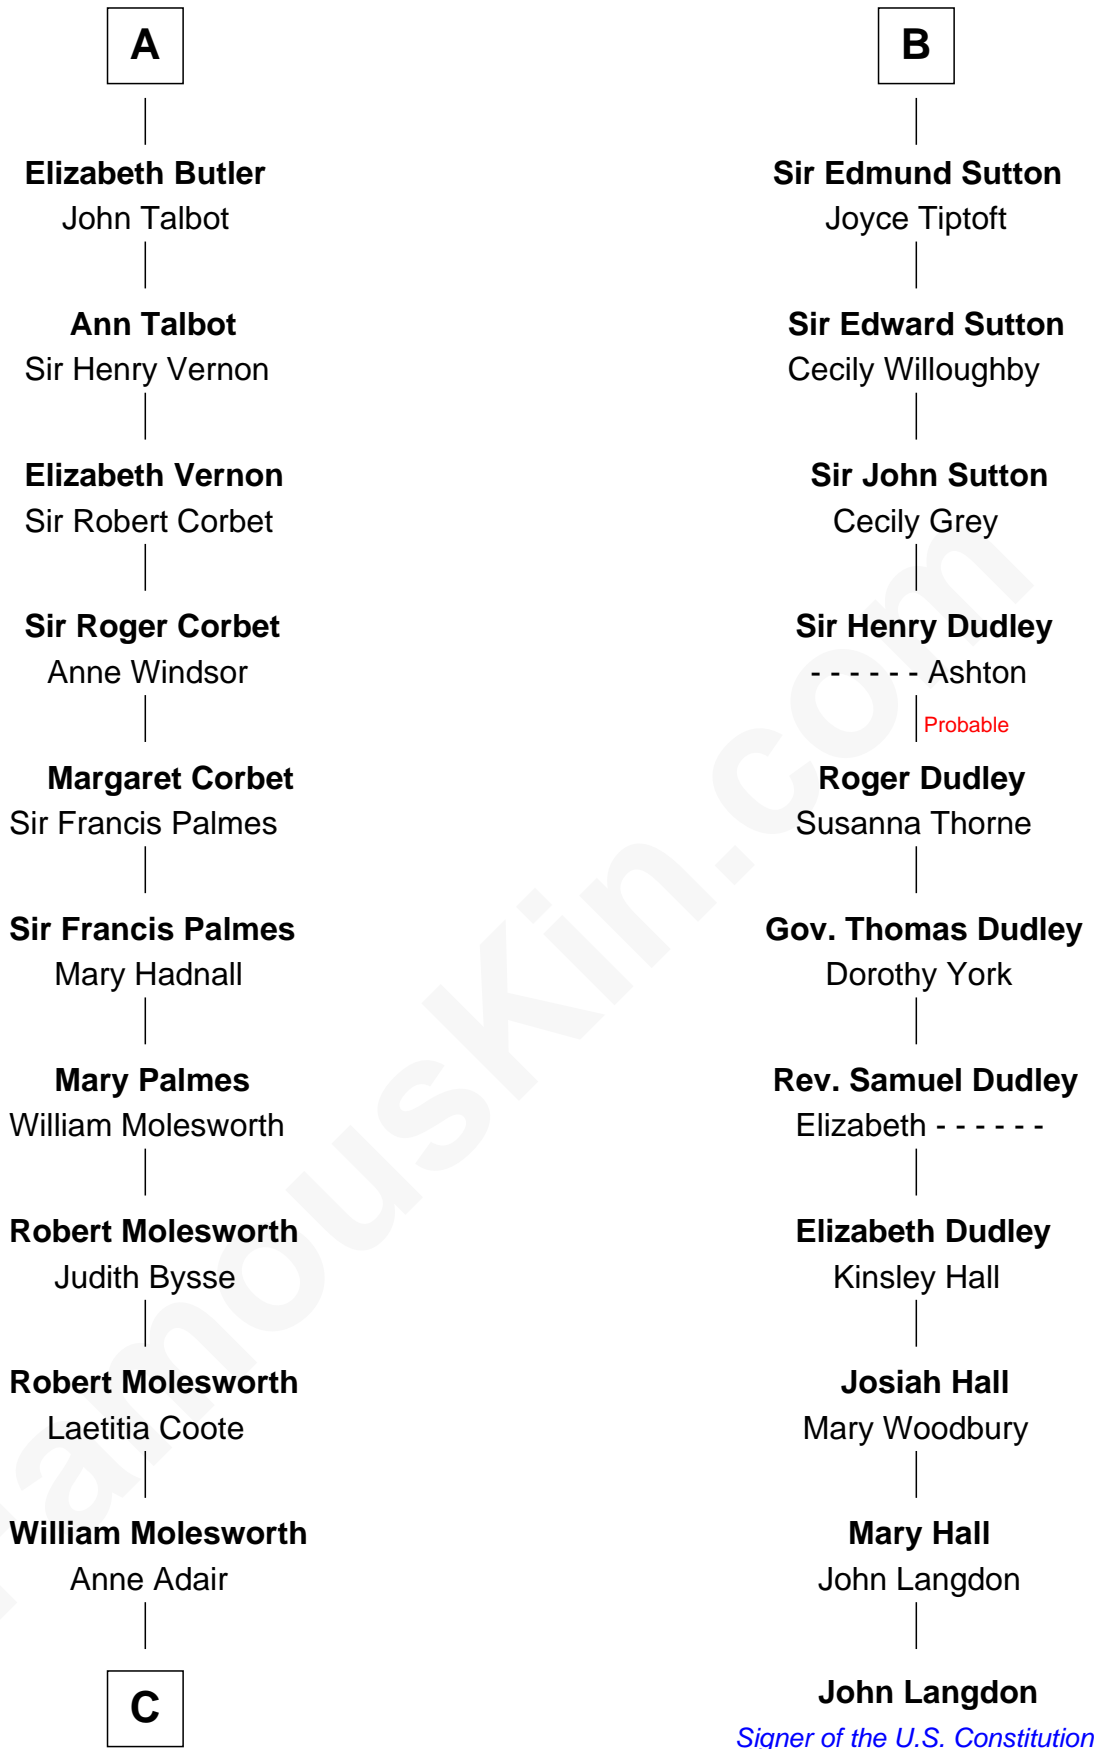 A
Elizabeth Butler
John Talbot
Ann Talbot
Sir Henry Vernon
Elizabeth Vernon
Sir Robert Corbet
Sir Roger Corbet
Anne Windsor
Margaret Corbet
Sir Francis Palmes
Sir Francis Palmes
Mary Hadnall
Mary Palmes
William Molesworth
Robert Molesworth
Judith Bysse
Robert Molesworth
Laetitia Coote
William Molesworth
Anne Adair
C
B
Sir Edmund Sutton
Joyce Tiptoft
Sir Edward Sutton
Cecily Willoughby
Sir John Sutton
Cecily Grey
Sir Henry Dudley
- - - - - - Ashton
Probable
Roger Dudley
Susanna Thorne
Gov. Thomas Dudley
Dorothy York
Rev. Samuel Dudley
Elizabeth - - - - - -
Elizabeth Dudley
Kinsley Hall
Josiah Hall
Mary Woodbury
Mary Hall
John Langdon
John Langdon
Signer of the U.S. Constitution
FamousKin.com